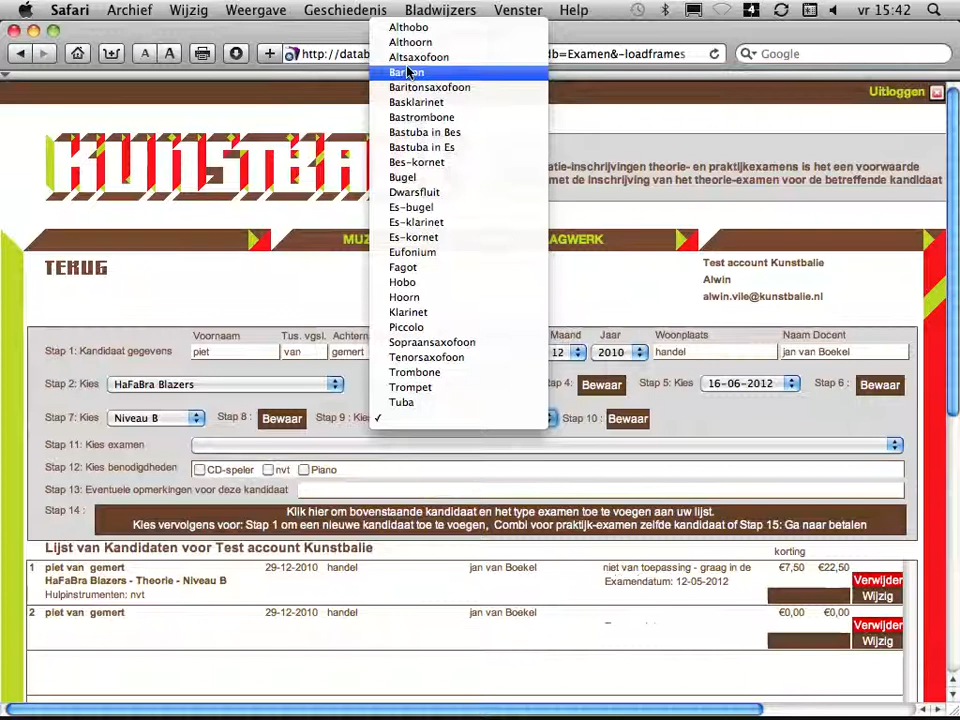 Safari Archief Wijzig Weergave Geschiedenis Bladwijzers Venster Help 4 vr 15:42
A A http://datab db=Examen&-loadframes Google
Uitloggen
KUNSTBA
atie-inschrijvingen theorie- en praktijkexamens is het een voorwaarde
met de inschrijving van het theorie-examen voor de betreffende kandidaat
MUZ AGWERK
TERUG
Test account Kunstbalie
Alwin
alwin.vile@kunstbalie.nl
Althobo
Althoorn
Altsaxofoon
Bariton
Baritonsaxofoon
Basklarinet
Bastrombone
Bastuba in Bes
Bastuba in Es
Bes-kornet
Bugel
Dwarsfluit
Es-bugel
Es-klarinet
Es-kornet
Eufonium
Fagot
Hobo
Hoorn
Klarinet
Piccolo
Sopraansaxofoon
Tenorsaxofoon
Trombone
Trompet
Tuba
Voornaam Tus. vgsl. Achtern Maand Jaar Woonplaats Naam Docent
Stap 1: Kandidaat gegevens piet van gemert 12 2010 handel jan van Boekel
Stap 2: Kies HaFaBra Blazers tap 4: Bewaar Stap 5: Kies 16-06-2012 Stap 6 : Bewaar
Stap 7: Kies Niveau B Stap 8 : Bewaar Stap 9: Kies ✓ Stap 10: Bewaar
Stap 11: Kies examen
Stap 12: Kies benodigdheden CD-speler nvt Piano
Stap 13: Eventuele opmerkingen voor deze kandidaat
Stap 14 : Klik hier om bovenstaande kandidaat en het type examen toe te voegen aan uw lijst.
Kies vervolgens voor: Stap 1 om een nieuwe kandidaat toe te voegen, Combi voor praktijk-examen zelfde kandidaat of Stap 15: Ga naar betalen
Lijst van Kandidaten voor Test account Kunstbalie korting
1 piet van gemert 29-12-2010 handel jan van Boekel niet van toepassing - graag in de €7,50 €22,50
HaFaBra Blazers - Theorie - Niveau B Examendatum: 12-05-2012 Verwijder
Hulpinstrumenten: nvt Wijzig
2 piet van gemert 29-12-2010 handel jan van Boekel €0,00 €0,00
Verwijder
Wijzig